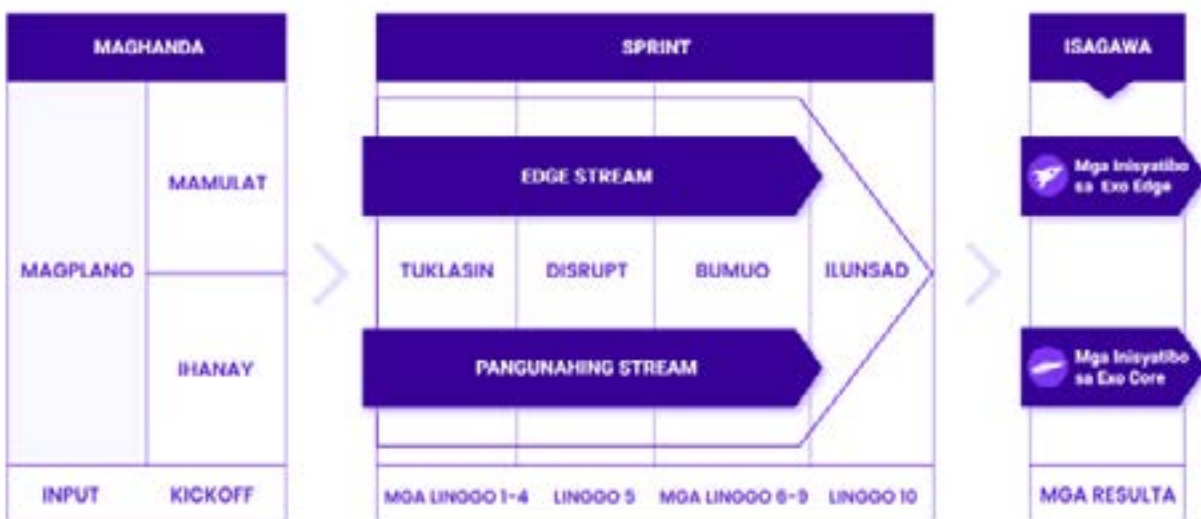 MAGHANDA
MAGPLANO
MAMULAT
IHANAY
INPUT
KICKOFF
SPRINT
EDGE STREAM
TUKLASIN
DISRUPT
BUMUO
ILUNSAD
PANGUNAHING STREAM
MGA LINGGO 1-4
LINGGO 5
MGA LINGGO 6-9
LINGGO 10
ISAGAWA
Mga Inisyatibo
sa Exo Edge
Mga Inisyatibo
sa Exo Core
MGA RESULTA